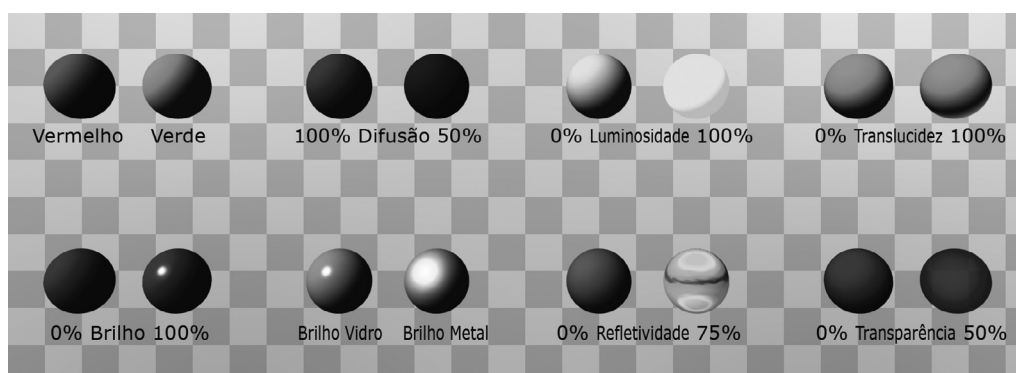 Vermelho Verde
100% Difusão 50%
0% Luminosidade 100%
0% Translucidez 100%
0% Brilho 100%
Brilho Vidro Brilho Metal
0% Refletividade 75%
0% Transparência 50%